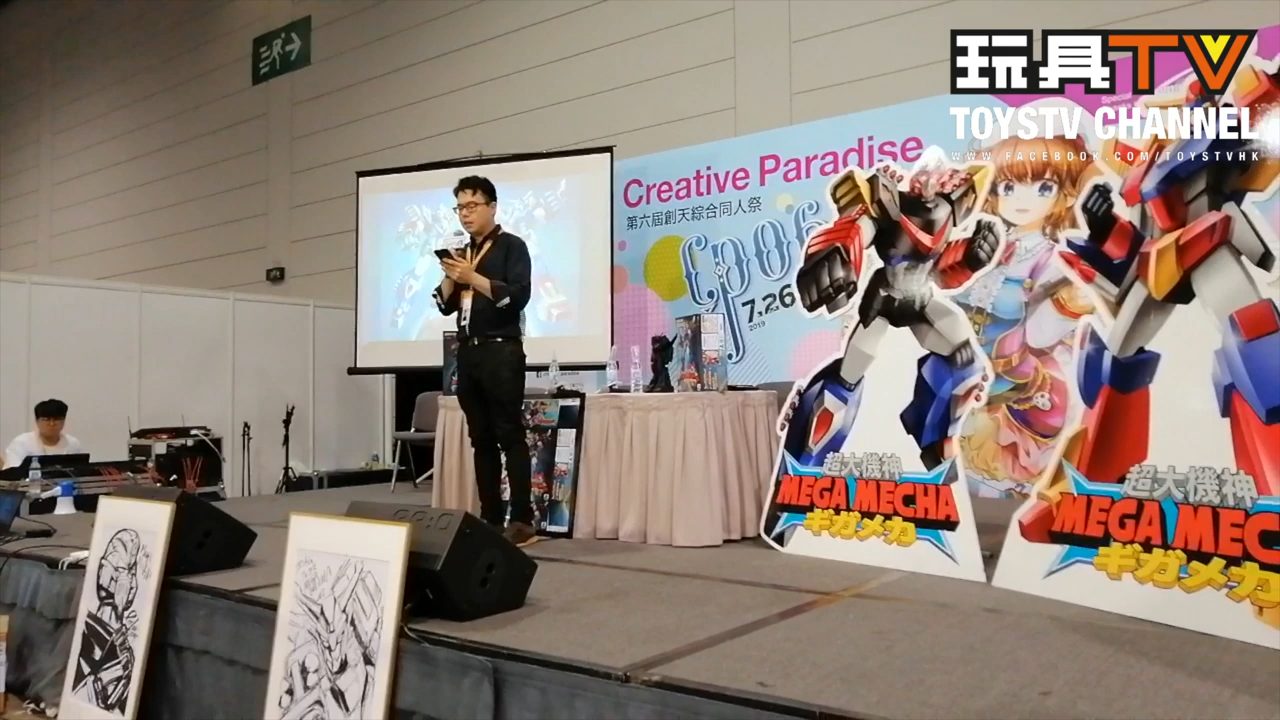 玩具TV
TOYSTV CHANNEL
WWW.FACEBOOK.COM/TOYSTVHK
Creative Paradise
第六屆創天綜合同人祭
7.26
2019
超大機神
MEGA MECHA
ギガメカ
超大機神
MEGA MEC
ギガメカ